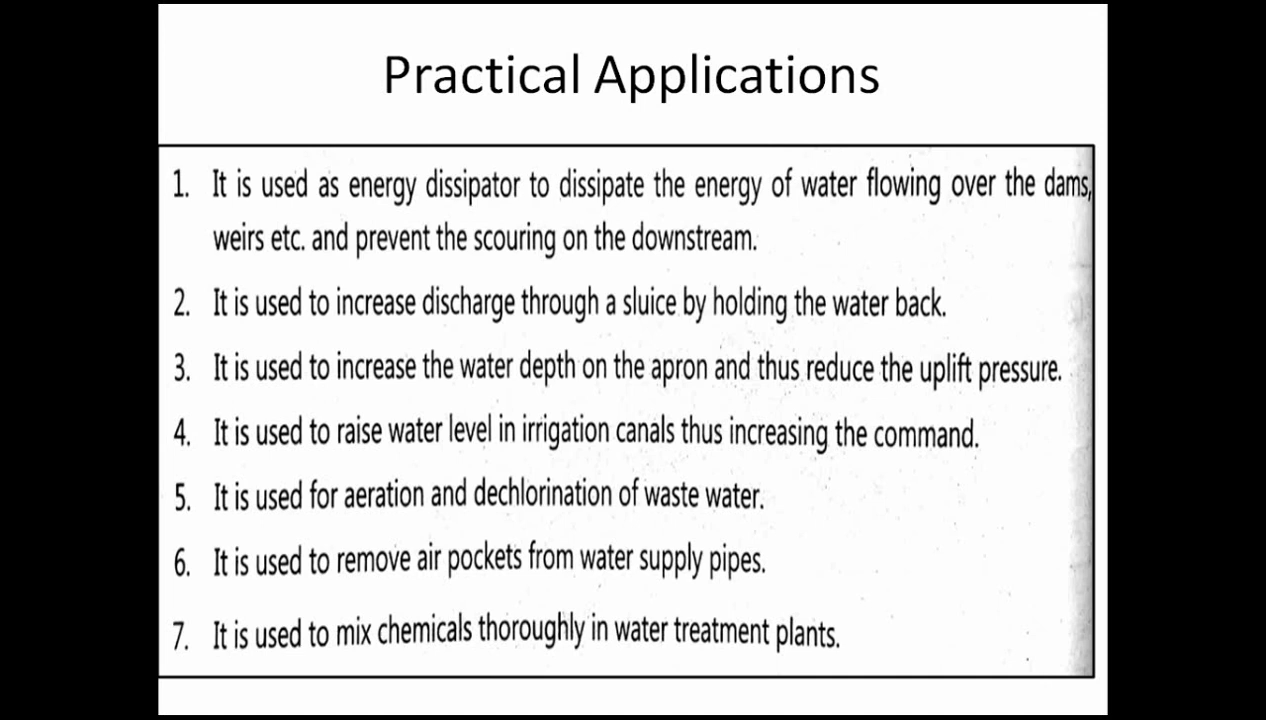 Practical Applications
1. It is used as energy dissipator to dissipate the energy of water flowing over the dams,
weirs etc. and prevent the scouring on the downstream.
2. It is used to increase discharge through a sluice by holding the water back.
3. It is used to increase the water depth on the apron and thus reduce the uplift pressure.
4. It is used to raise water level in irrigation canals thus increasing the command.
5. It is used for aeration and dechlorination of waste water.
6. It is used to remove air pockets from water supply pipes.
7. It is used to mix chemicals thoroughly in water treatment plants.